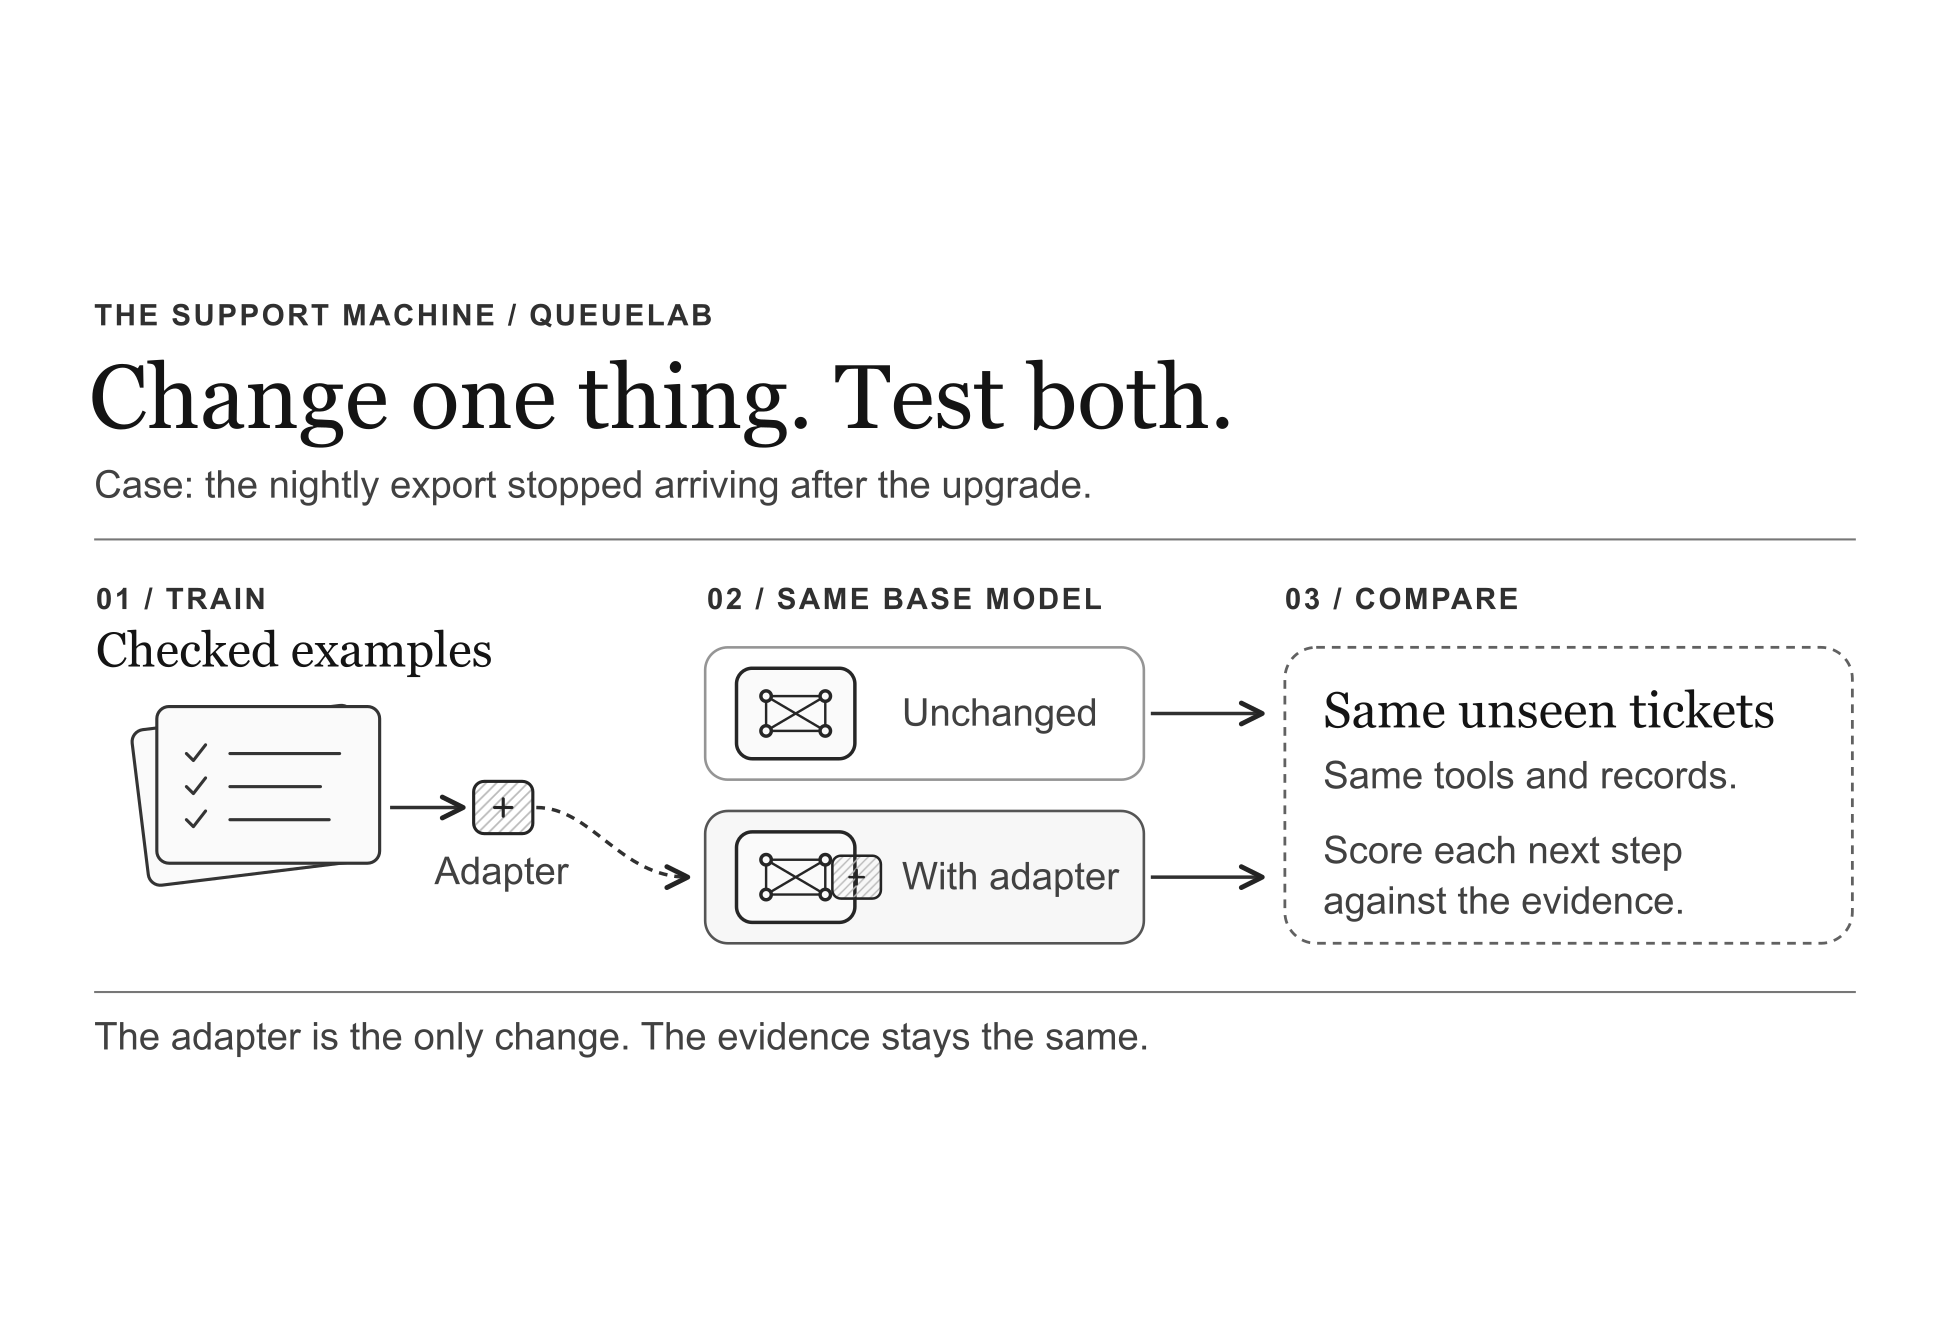 THE SUPPORT MACHINE / QUEUELAB
Change one thing. Test both.
Case: the nightly export stopped arriving after the upgrade.
01 / TRAIN
Checked examples
Adapter
02 / SAME BASE MODEL
Unchanged
With adapter
03 / COMPARE
Same unseen tickets
Same tools and records.
Score each next step
against the evidence.
The adapter is the only change. The evidence stays the same.